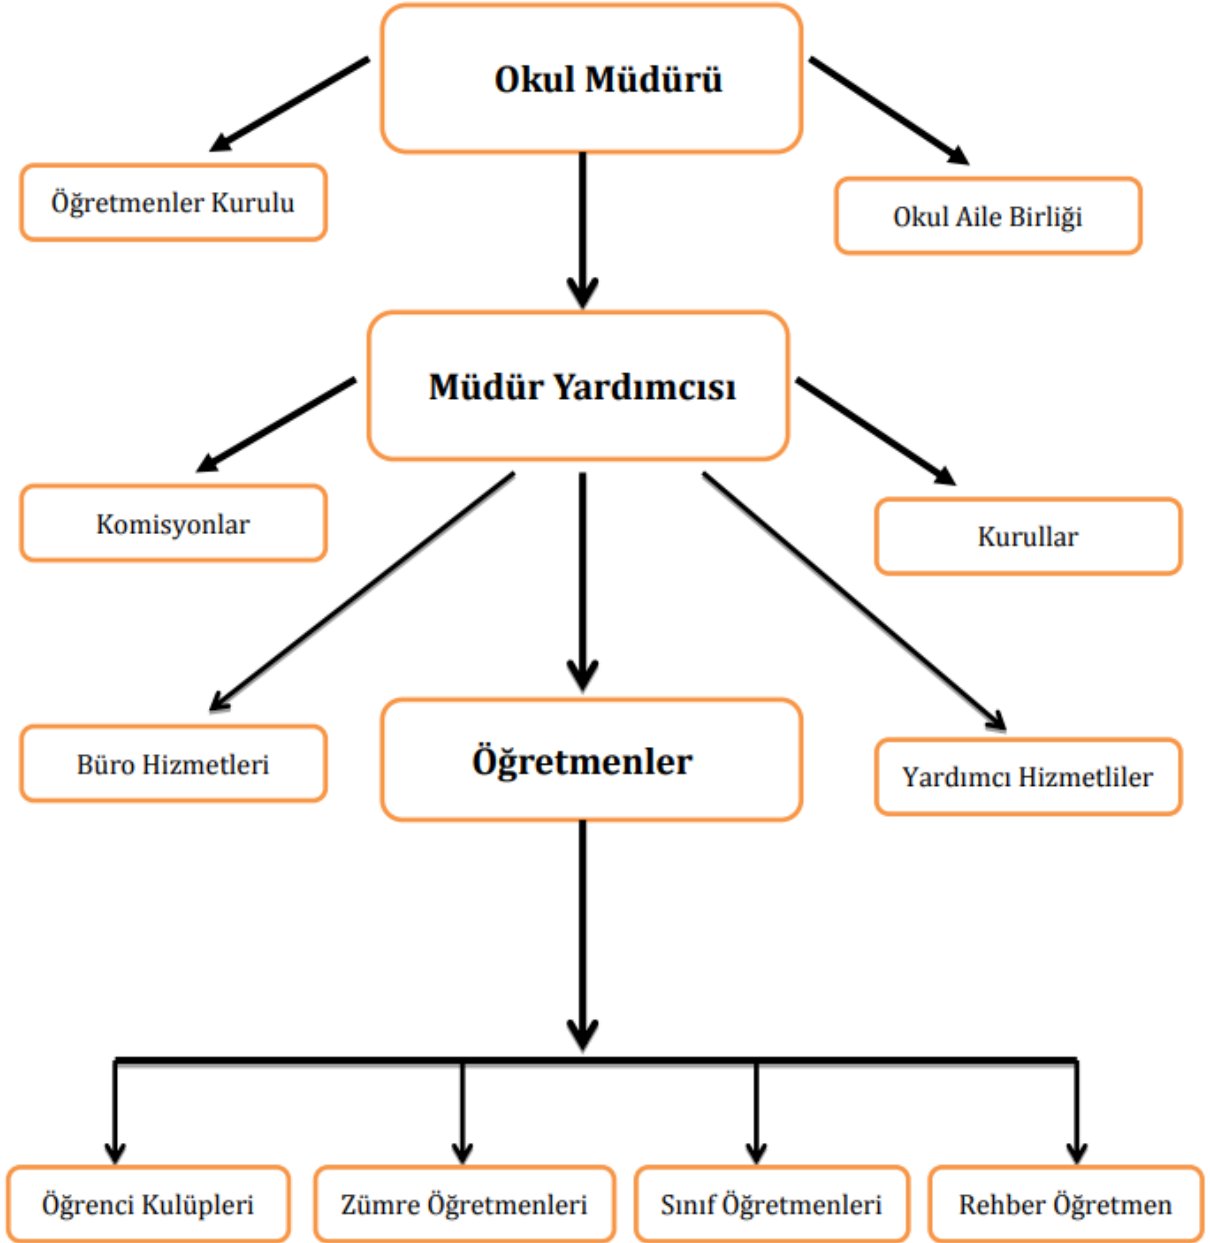 Okul Müdürü
Öğretmenler Kurulu
Okul Aile Birliği
Müdür Yardımcısı
Komisyonlar
Kurullar
Büro Hizmetleri
Öğretmenler
Yardımcı Hizmetliler
Öğrenci Kulüpleri
Zümre Öğretmenleri
Sınıf Öğretmenleri
Rehber Öğretmen